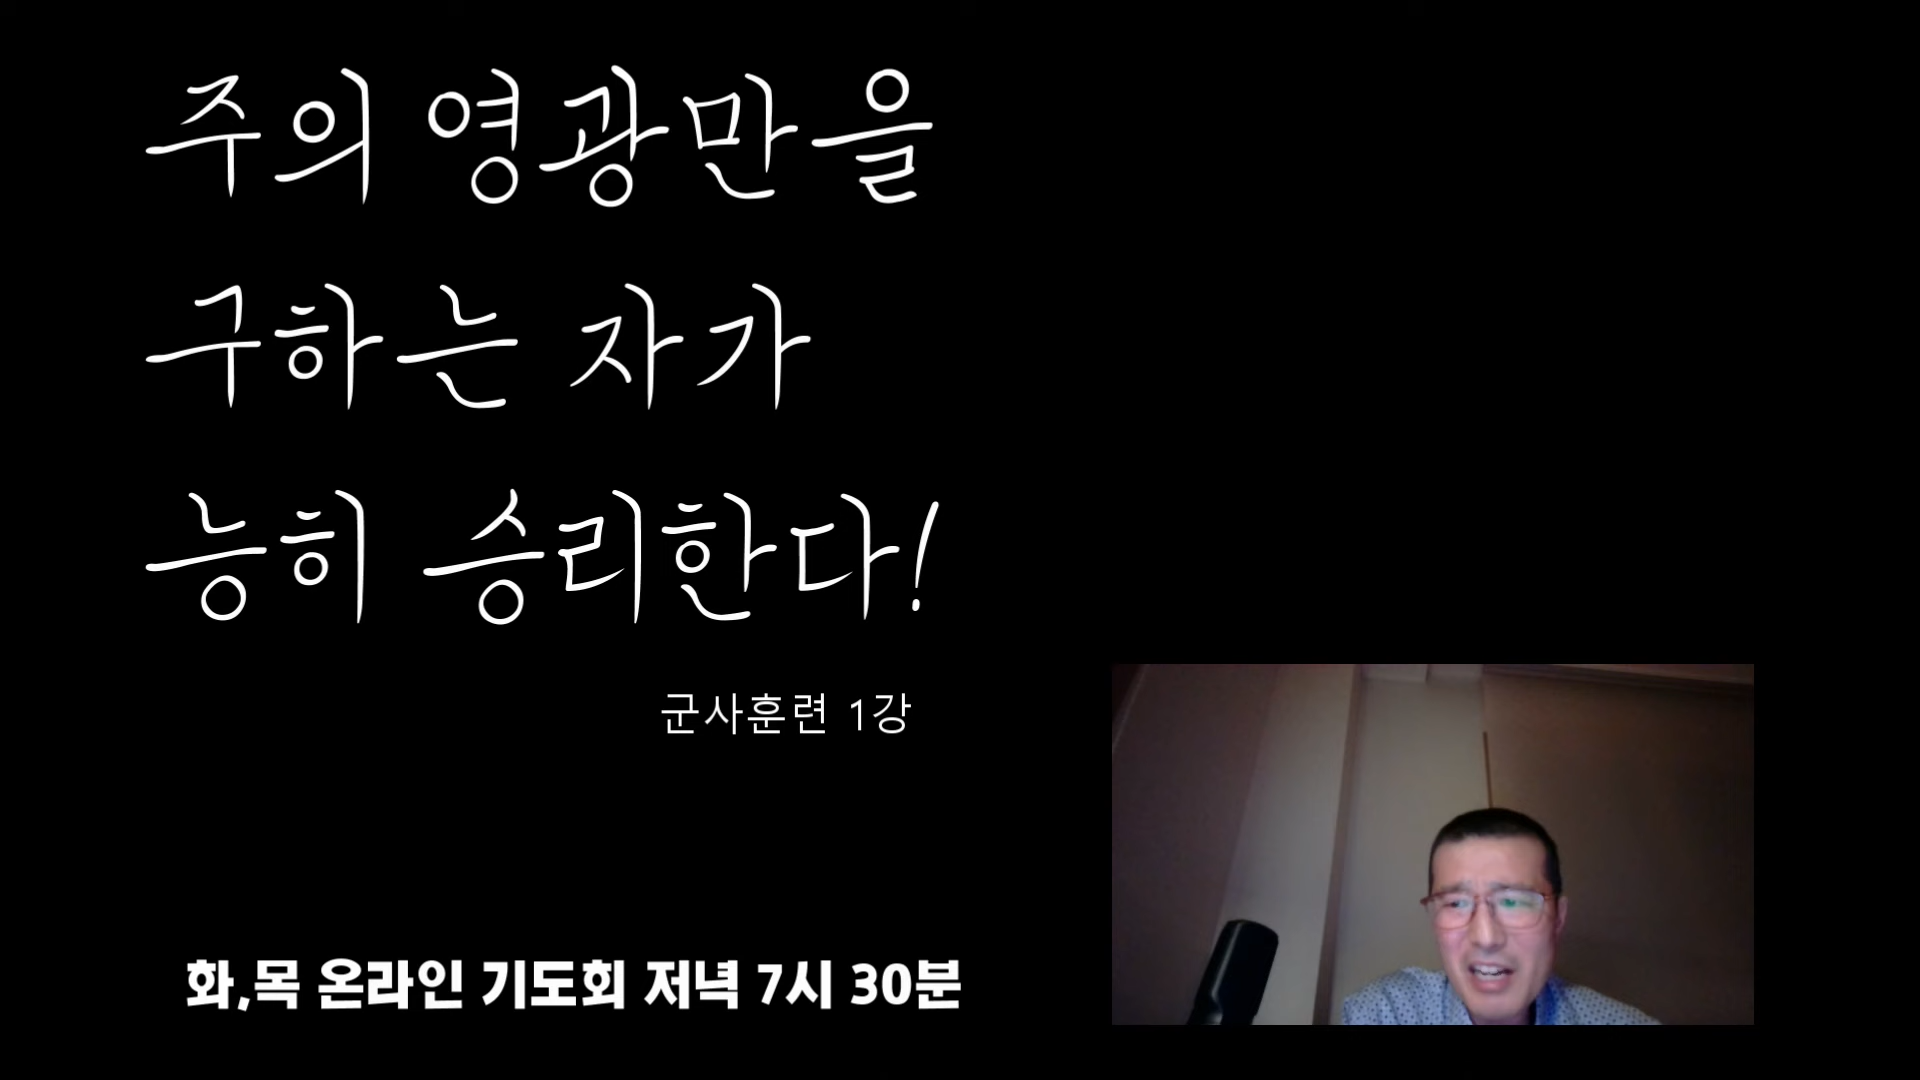 주의 영광만을
구하는 자가
능히 승리한다!
군사훈련 1강
화,목 온라인 기도회 저녁 7시 30분